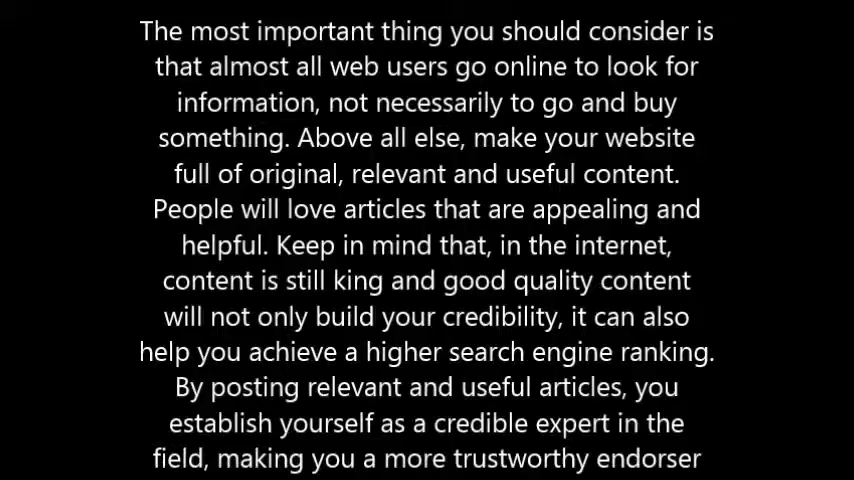 The most important thing you should consider is
that almost all web users go online to look for
information, not necessarily to go and buy
something. Above all else, make your website
full of original, relevant and useful content.
People will love articles that are appealing and
helpful. Keep in mind that, in the internet,
content is still king and good quality content
will not only build your credibility, it can also
help you achieve a higher search engine ranking.
By posting relevant and useful articles, you
establish yourself as a credible expert in the
field, making you a more trustworthy endorser